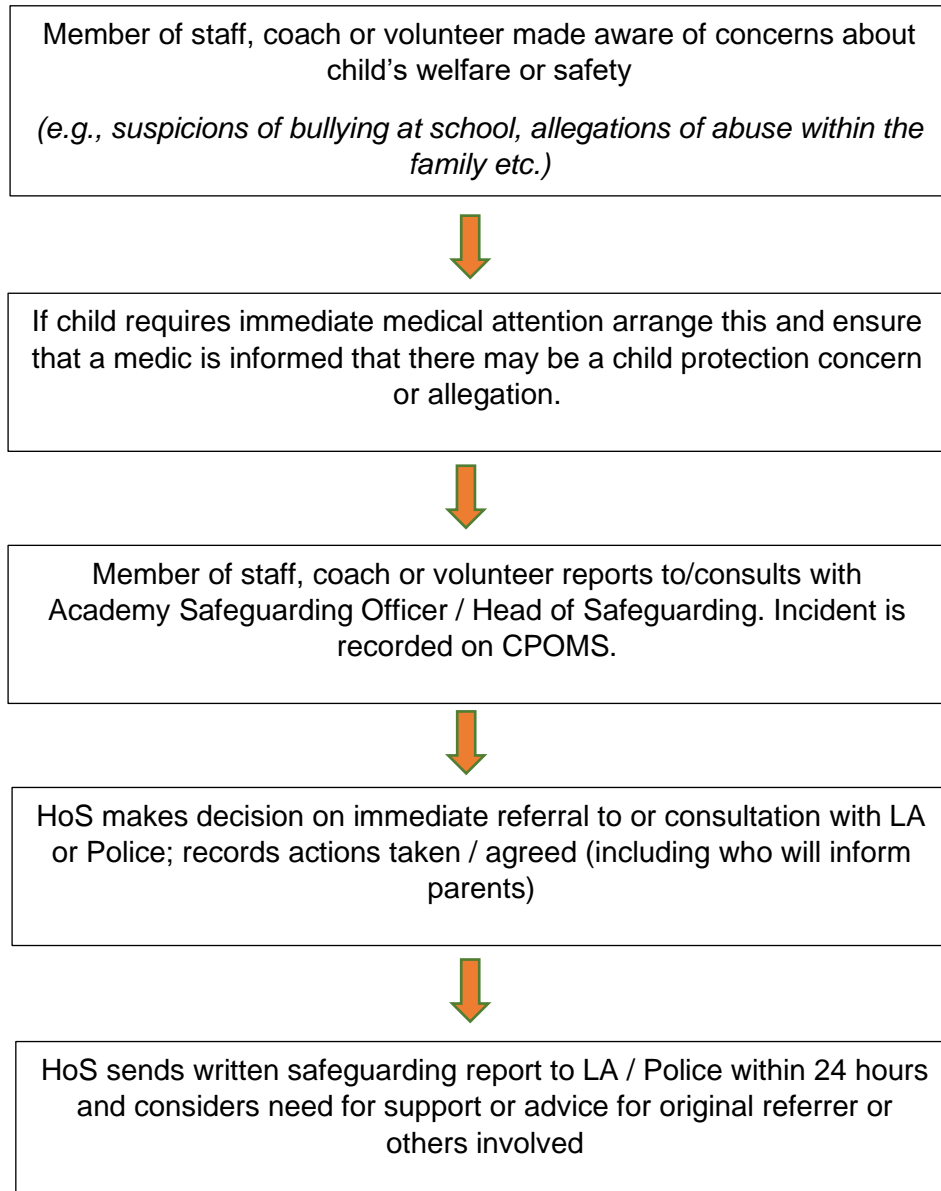 Member of staff, coach or volunteer made aware of concerns about
child’s welfare or safety
(e.g., suspicions of bullying at school, allegations of abuse within the
family etc.)
If child requires immediate medical attention arrange this and ensure
that a medic is informed that there may be a child protection concern
or allegation.
Member of staff, coach or volunteer reports to/consults with
Academy Safeguarding Officer / Head of Safeguarding. Incident is
recorded on CPOMS.
HoS makes decision on immediate referral to or consultation with LA
or Police; records actions taken / agreed (including who will inform
parents)
HoS sends written safeguarding report to LA / Police within 24 hours
and considers need for support or advice for original referrer or
others involved